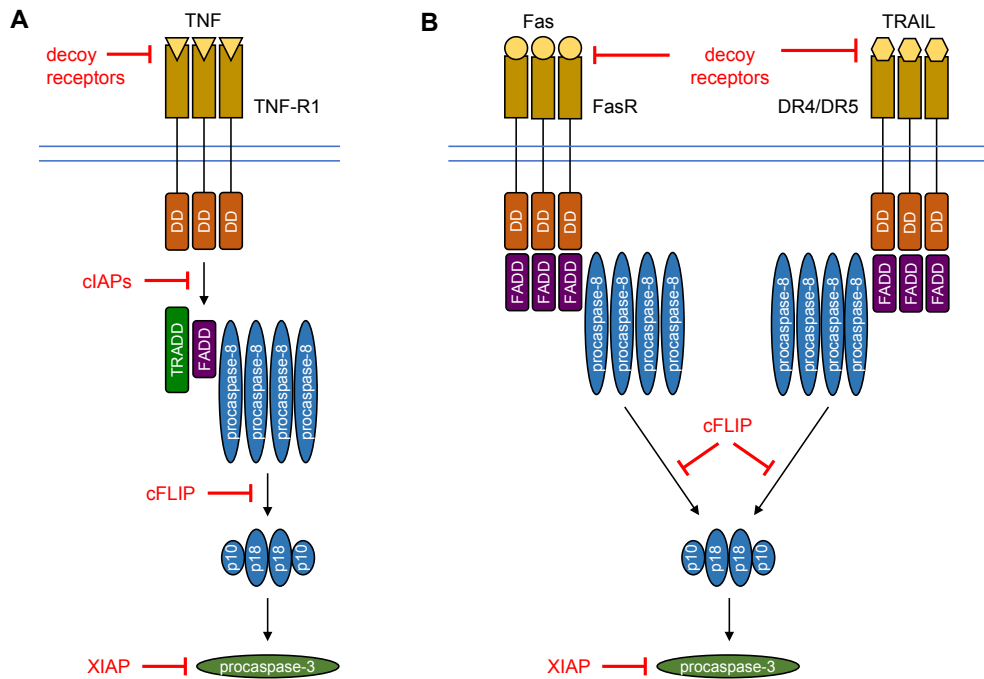 A
TNF
decoy
receptors
TNF-R1
DD
DD
DD
cIAPs
TRADD
FADD
procaspase-8
procaspase-8
procaspase-8
procaspase-8
cFLIP
p10
p18
p18
p10
XIAP
procaspase-3
B
Fas
TRAIL
decoy
receptors
FasR
DR4/DR5
DD
DD
DD
DD
DD
DD
FADD
FADD
FADD
procaspase-8
procaspase-8
procaspase-8
procaspase-8
procaspase-8
procaspase-8
procaspase-8
procaspase-8
FADD
FADD
FADD
cFLIP
p10
p18
p18
p10
XIAP
procaspase-3